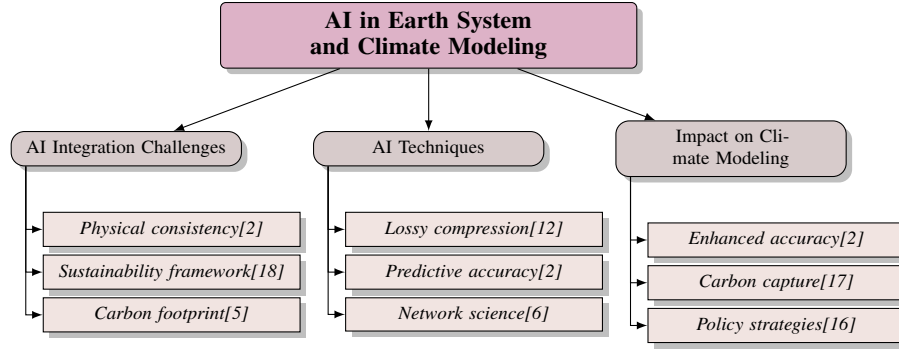 AI in Earth System
and Climate Modeling
AI Integration Challenges
Physical consistency[2]
Sustainability framework[18]
Carbon footprint[5]
AI Techniques
Lossy compression[12]
Predictive accuracy[2]
Network science[6]
Impact on Cli-
mate Modeling
Enhanced accuracy[2]
Carbon capture[17]
Policy strategies[16]